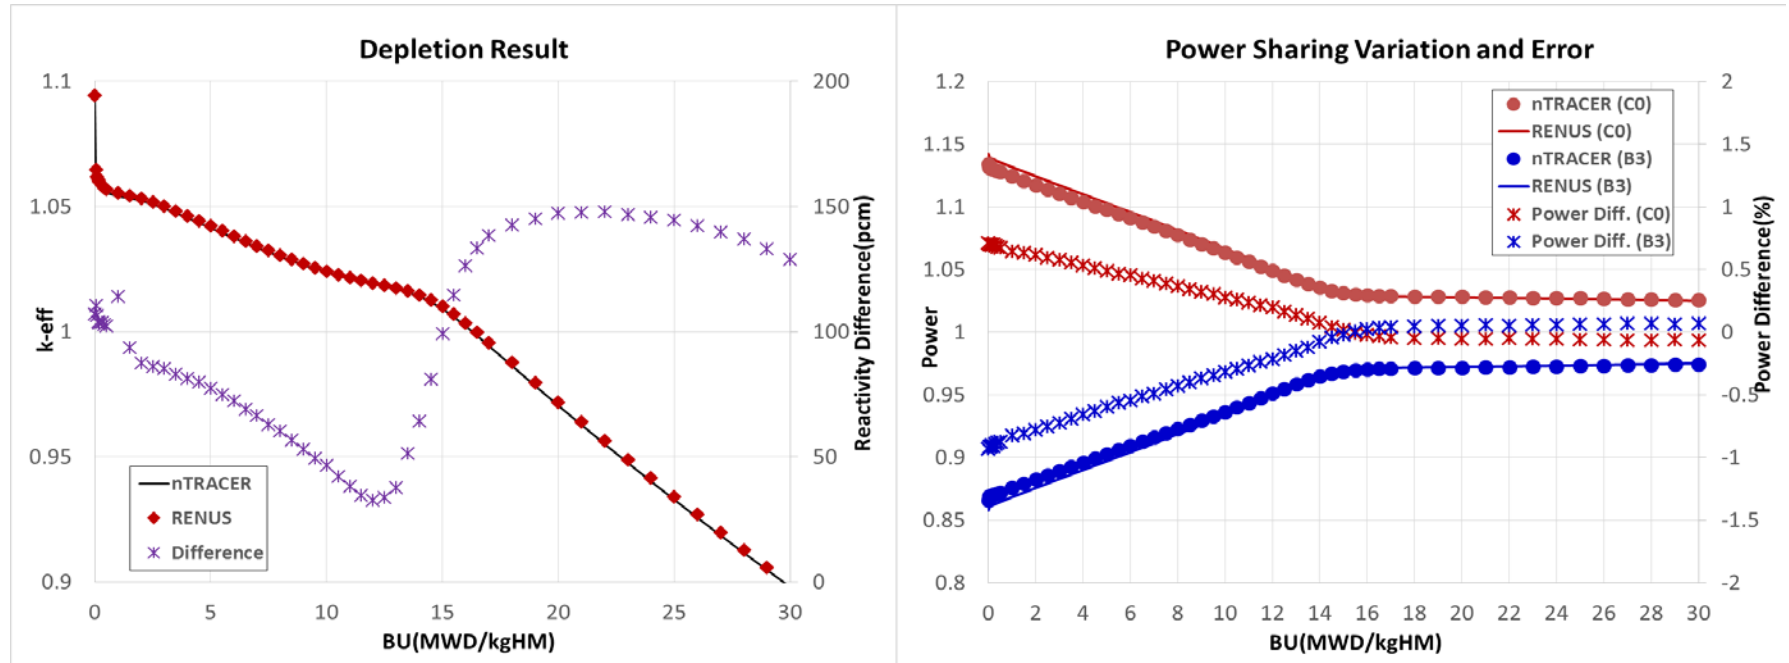 Depletion Result
1.1
1.05
1
0.95
0.9
k-eff
200
150
100
50
0
Reactivity Difference(pcm)
nTRACER
RENUS
Difference
0 5 10 15 20 25 30
BU(MWD/kgHM)
Power Sharing Variation and Error
1.2
1.15
1.1
1.05
1
0.95
0.9
0.85
0.8
Power
2
1.5
1
0.5
0
-0.5
-1
-1.5
-2
Power Difference(%)
nTRACER (C0)
RENUS (C0)
nTRACER (B3)
RENUS (B3)
Power Diff. (C0)
Power Diff. (B3)
0 2 4 6 8 10 12 14 16 18 20 22 24 26 28 30
BU(MWD/kgHM)